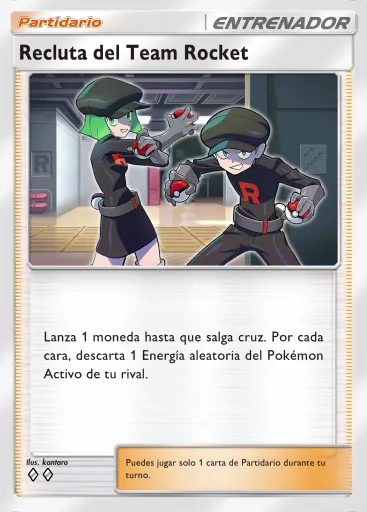 Partidario
ENTRENADOR
Recluta del Team Rocket
R
R
R
Lanza 1 moneda hasta que salga cruz. Por cada
cara, descarta 1 Energía aleatoria del Pokémon
Activo de tu rival.
Ilus. kantaro
Puedes jugar solo 1 carta de Partidario durante tu
turno.